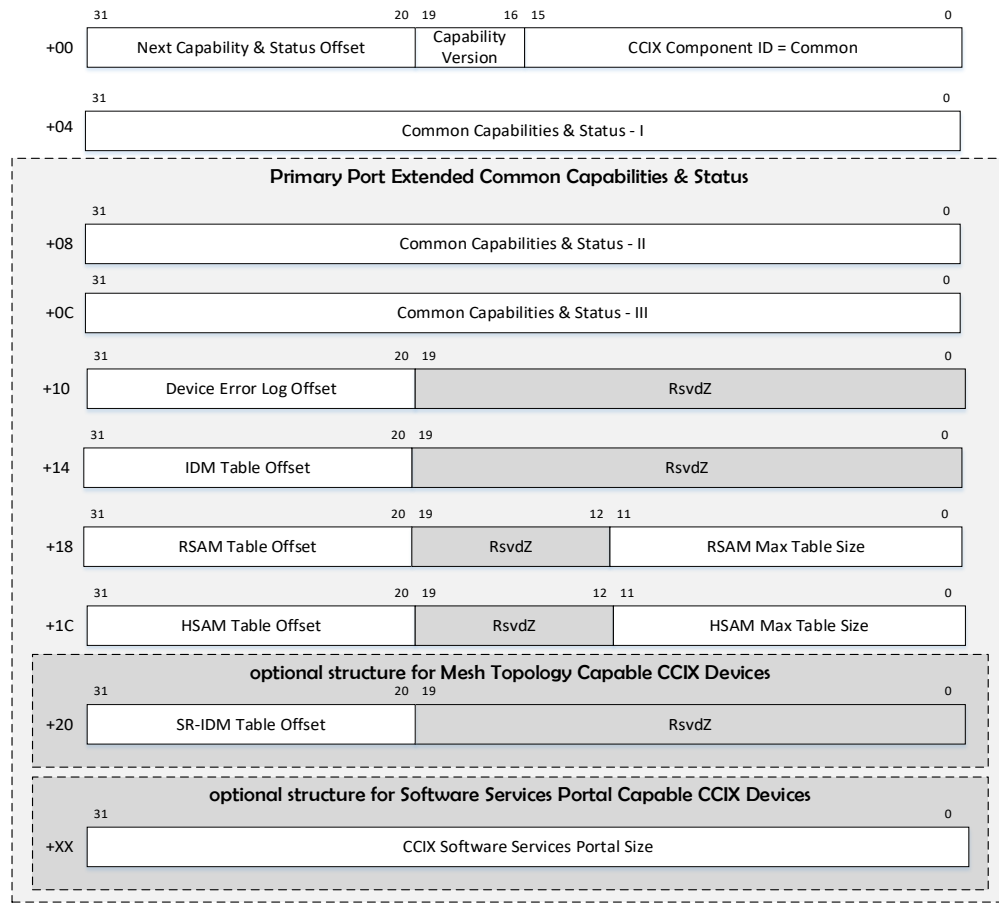 31 20 19 16 15 0
+00 Next Capability & Status Offset Capability Version CCIX Component ID = Common
31 0
+04 Common Capabilities & Status - I
Primary Port Extended Common Capabilities & Status
31 0
+08 Common Capabilities & Status - II
31 0
+0C Common Capabilities & Status - III
31 20 19 0
+10 Device Error Log Offset RsvdZ
31 20 19 0
+14 IDM Table Offset RsvdZ
31 20 19 12 11 0
+18 RSAM Table Offset RsvdZ RSAM Max Table Size
31 20 19 12 11 0
+1C HSAM Table Offset RsvdZ HSAM Max Table Size
optional structure for Mesh Topology Capable CCIX Devices
31 20 19 0
+20 SR-IDM Table Offset RsvdZ
optional structure for Software Services Portal Capable CCIX Devices
31 0
+XX CCIX Software Services Portal Size